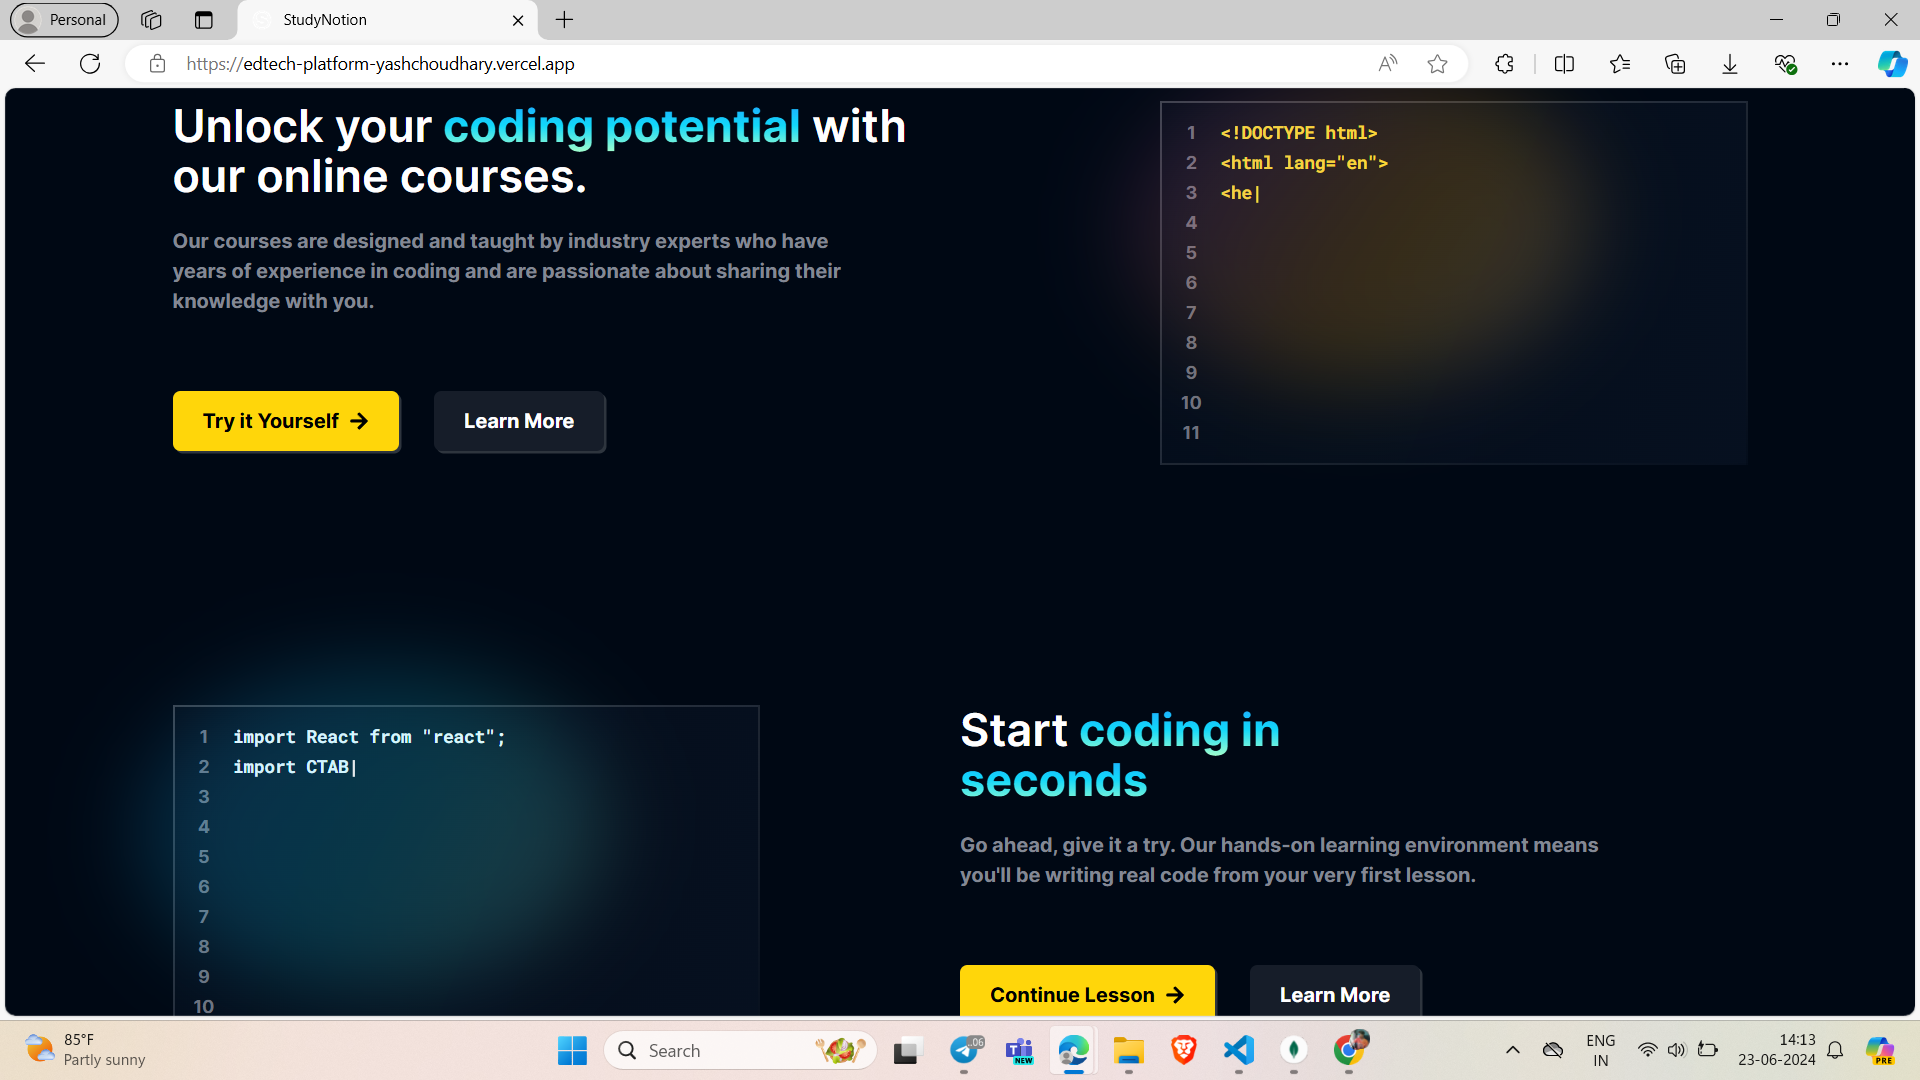 Personal
StudyNotion
https://edtech-platform-yashchoudhary.vercel.app
Unlock your coding potential with
our online courses.
Our courses are designed and taught by industry experts who have
years of experience in coding and are passionate about sharing their
knowledge with you.
Try it Yourself →
Learn More
1 <!DOCTYPE html>
2 <html lang="en">
3 <he|
4
5
6
7
8
9
10
11
1 import React from "react";
2 import CTAB|
3
4
5
6
7
8
9
10
Start coding in
seconds
Go ahead, give it a try. Our hands-on learning environment means
you'll be writing real code from your very first lesson.
Continue Lesson →
Learn More
85°F
Partly sunny
Search
..06
NEW
ENG
IN
14:13
23-06-2024
PRE